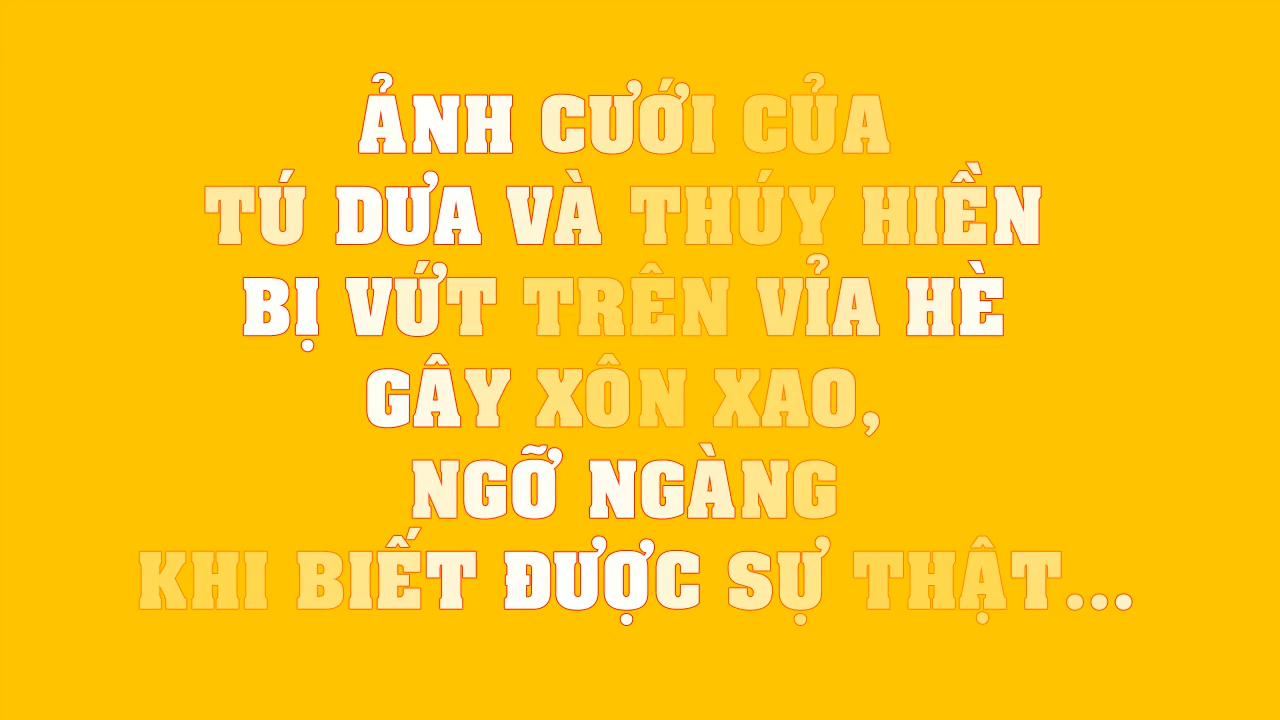 ẢNH CƯỚI CỦA
TÚ DƯA VÀ THÚY HIỀN
BỊ VỨT TRÊN VỈA HÈ
GÂY XÔN XAO,
NGỠ NGÀNG
KHI BIẾT ĐƯỢC SỰ THẬT...